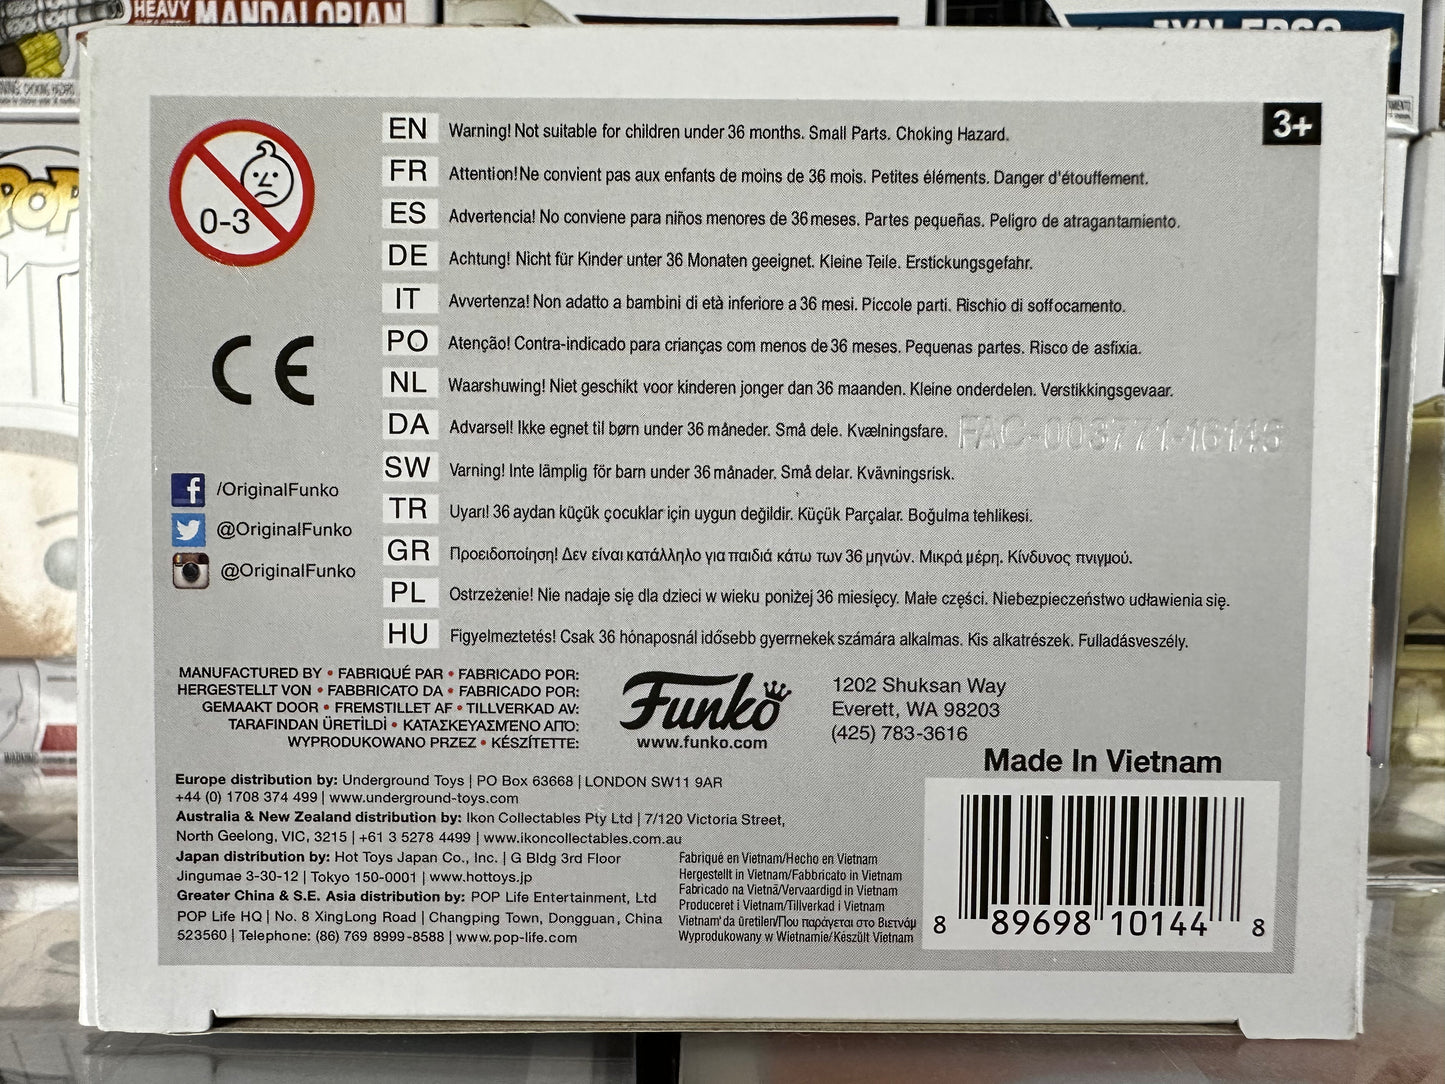 HEAVY MANDALORIAN
JYN ERSO
POP
3+
0-3
CE
EN Warning! Not suitable for children under 36 months. Small Parts. Choking Hazard.
FR Attention! Ne convient pas aux enfants de moins de 36 mois. Petites éléments. Danger d'étouffement.
ES Advertencia! No conviene para niños menores de 36 meses. Partes pequeñas. Peligro de atragantamiento.
DE Achtung! Nicht für Kinder unter 36 Monaten geeignet. Kleine Teile. Erstickungsgefahr.
IT Avvertenza! Non adatto a bambini di età inferiore a 36 mesi. Piccole parti. Rischio di soffocamento.
PO Atenção! Contra-indicado para crianças com menos de 36 meses. Pequenas partes. Risco de asfixia.
NL Waarshuwing! Niet geschikt voor kinderen jonger dan 36 maanden. Kleine onderdelen. Verstikkingsgevaar.
DA Advarsel! Ikke egnet til børn under 36 måneder. Små dele. Kvælningsfare.
FAC-003771-16145
SW Varning! Inte lämplig för barn under 36 månader. Små delar. Kvävningsrisk.
TR Uyarı! 36 aydan küçük çocuklar için uygun değildir. Küçük Parçalar. Boğulma tehlikesi.
GR Προειδοποίηση! Δεν είναι κατάλληλο για παιδιά κάτω των 36 μηνών. Μικρά μέρη. Κίνδυνος πνιγμού.
PL Ostrzeżenie! Nie nadaje się dla dzieci w wieku poniżej 36 miesięcy. Małe części. Niebezpieczeństwo udławienia się.
HU Figyelmeztetés! Csak 36 hónaposnál idősebb gyerrnekek számára alkalmas. Kis alkatrészek. Fulladásveszély.
/OriginalFunko
@OriginalFunko
@OriginalFunko
MANUFACTURED BY • FABRIQUÉ PAR • FABRICADO POR:
HERGESTELLT VON • FABBRICATO DA • FABRICADO POR:
GEMAAKT DOOR • FREMSTILLET AF • TILLVERKAD AV:
TARAFINDAN ÜRETİLDİ • ΚΑΤΑΣΚΕΥΑΣΜΈΝΟ ΑΠΌ:
WYPRODUKOWANO PRZEZ • KÉSZÍTETTE:
Funko
www.funko.com
1202 Shuksan Way
Everett, WA 98203
(425) 783-3616
Made In Vietnam
Europe distribution by: Underground Toys | PO Box 63668 | LONDON SW11 9AR
+44 (0) 1708 374 499 | www.underground-toys.com
Australia & New Zealand distribution by: Ikon Collectables Pty Ltd | 7/120 Victoria Street,
North Geelong, VIC, 3215 | +61 3 5278 4499 | www.ikoncollectables.com.au
Japan distribution by: Hot Toys Japan Co., Inc. | G Bldg 3rd Floor
Jingumae 3-30-12 | Tokyo 150-0001 | www.hottoys.jp
Greater China & S.E. Asia distribution by: POP Life Entertainment, Ltd
POP Life HQ | No. 8 XingLong Road | Changping Town, Dongguan, China
523560 | Telephone: (86) 769 8999-8588 | www.pop-life.com
Fabriqué en Vietnam/Hecho en Vietnam
Hergestellt in Vietnam/Fabbricato in Vietnam
Fabricado na Vietnã/Vervaardigd in Vietnam
Produceret i Vietnam/Tillverkad i Vietnam
Vietnam'da üretilen/Που παράγεται στο Βιετνάμ
Wyprodukowany w Wietnamie/Készült Vietnam
8 89698 10144 8